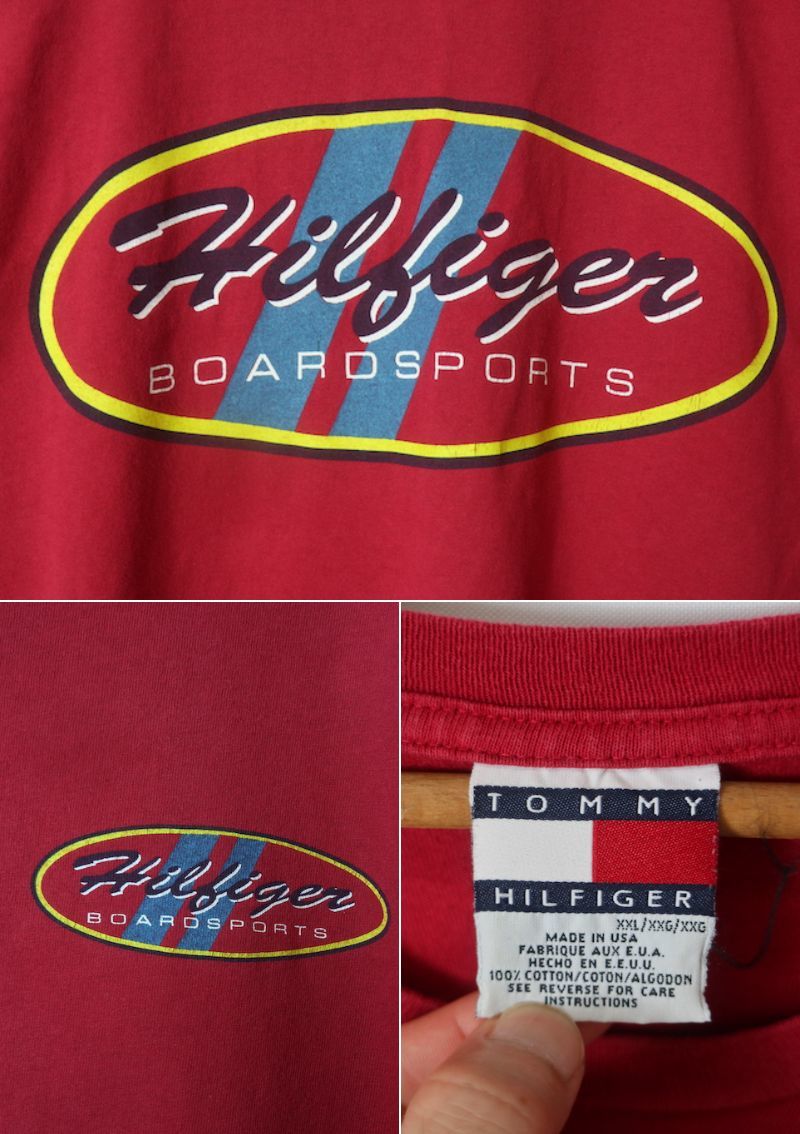 Hilfiger
BOARDSPORTS
Hilfiger
BOARDSPORTS
TOMMY
HILFIGER
XXL/XXG/XXG
MADE IN USA
FABRIQUE AUX E.U.A.
HECHO EN E.E.U.U.
100% COTTON/COTON/ALGODON
SEE REVERSE FOR CARE
INSTRUCTIONS